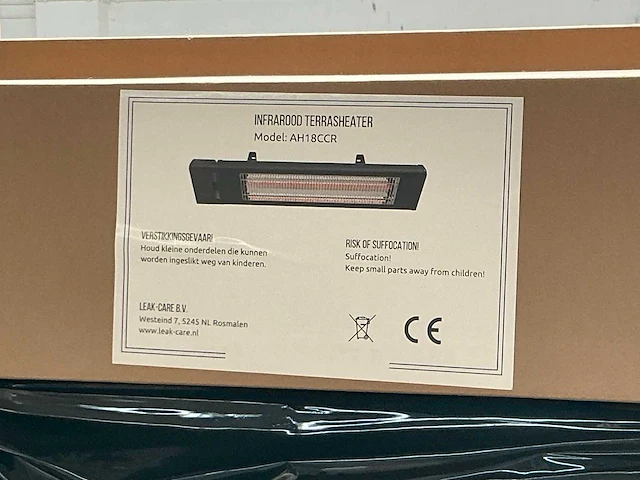 INFRAROOD TERRASHEATER
Model: AH18CCR
VERSTIKKINGSGEVAAR!
Houd kleine onderdelen die kunnen
worden ingeslikt weg van kinderen.
RISK OF SUFFOCATION!
Suffocation!
Keep small parts away from children!
LEAK-CARE B.V.
Westeind 7, 5245 NL Rosmalen
www.leak-care.nl
CE